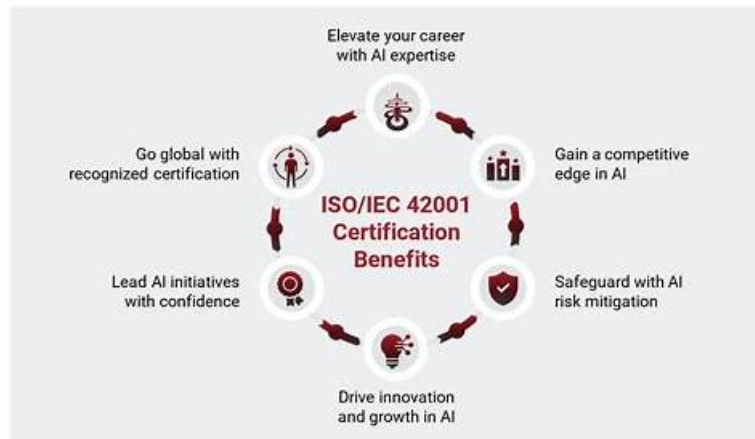 Elevate your career
with AI expertise
Go global with
recognized certification
Gain a competitive
edge in AI
ISO/IEC 42001
Certification
Benefits
Lead AI initiatives
with confidence
Safeguard with AI
risk mitigation
Drive innovation
and growth in AI